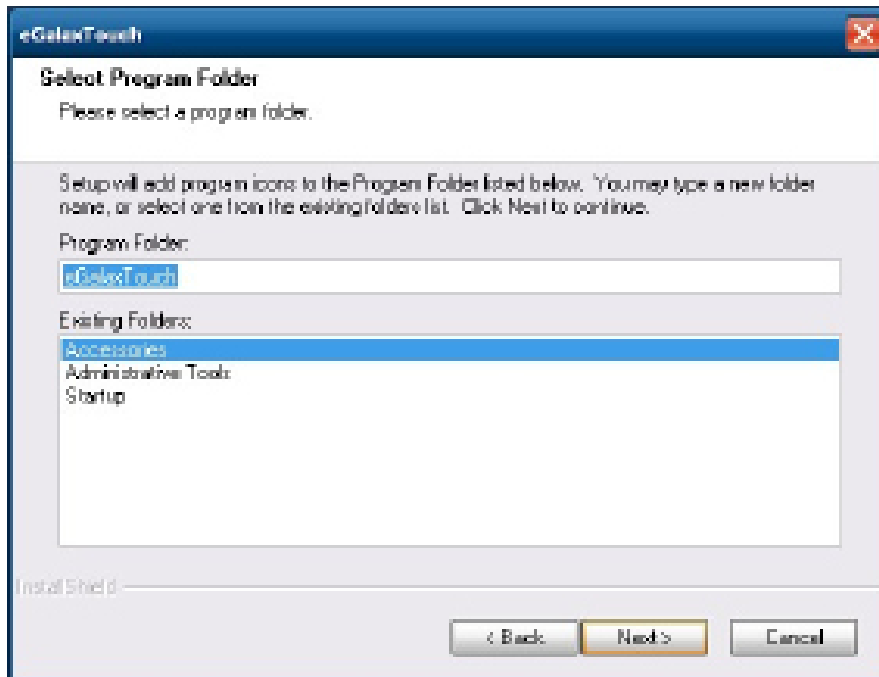 eGalaxTouch
Select Program Folder
Please select a program folder.
Setup will add program icons to the Program Folder listed below. You may type a new folder
name, or select one from the existing folders list. Click Next to continue.
Program Folder:
eGalaxTouch
Existing Folders:
Accessories
Administrative Tools
Startup
InstallShield
< Back
Next >
Cancel